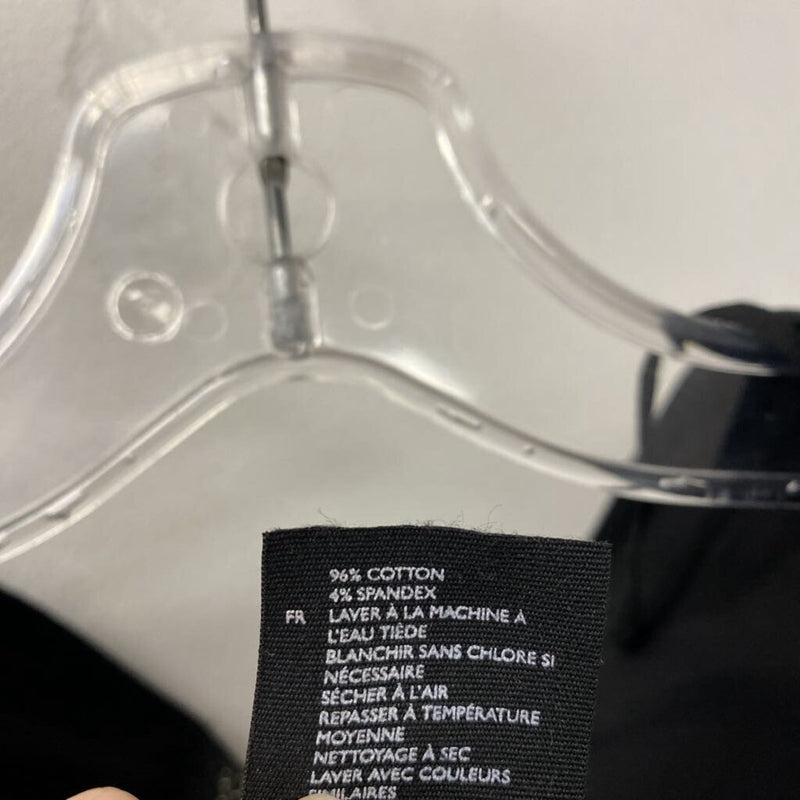 96% COTTON
4% SPANDEX
FR LAVER À LA MACHINE À
L'EAU TIÈDE
BLANCHIR SANS CHLORE SI
NÉCESSAIRE
SÉCHER À L'AIR
REPASSER À TEMPÉRATURE
MOYENNE
NETTOYAGE À SEC
LAVER AVEC COULEURS
SIMILAIRES